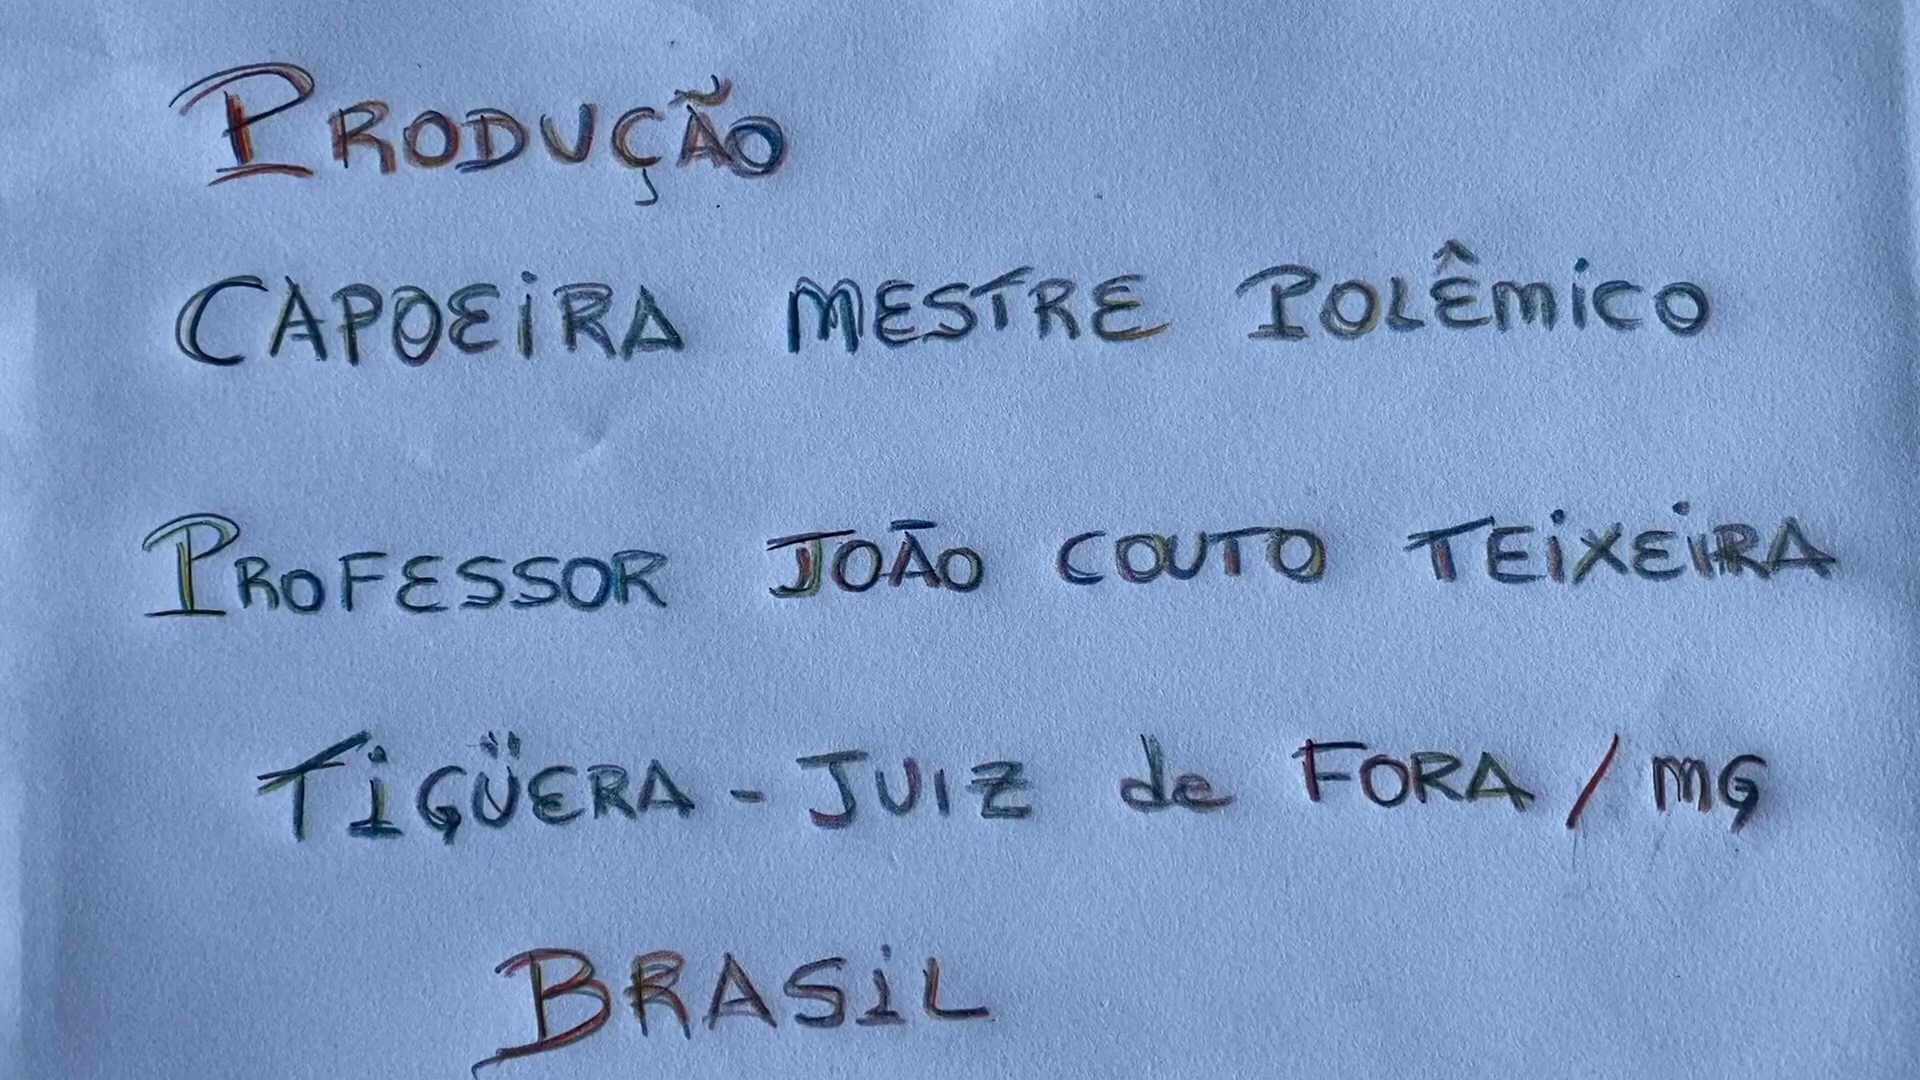 PRODUÇÃO
CAPOEiRA MESTRE POLÊMiCO
PROFESSOR JOÃO COUTO TEiXEiRA
TiGÜERA - JUIZ de FORA / MG
BRASiL